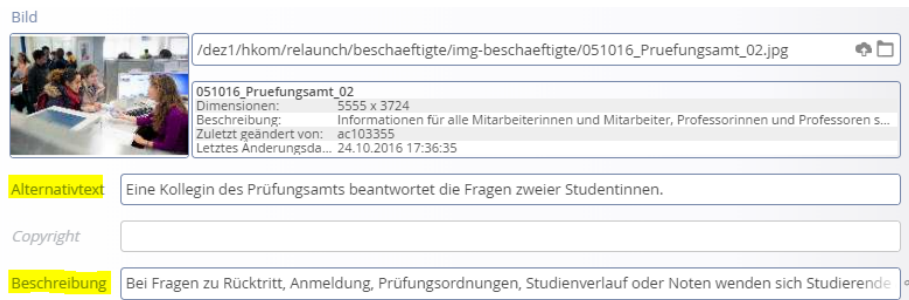 Bild
/dez1/hkom/relaunch/beschaeftigte/img-beschaeftigte/051016_Pruefungsamt_02.jpg
051016_Pruefungsamt_02
Dimensionen: 5555 x 3724
Beschreibung: Informationen für alle Mitarbeiterinnen und Mitarbeiter, Professorinnen und Professoren s...
Zuletzt geändert von: ac103355
Letztes Änderungsda... 24.10.2016 17:36:35
Alternativtext Eine Kollegin des Prüfungsamts beantwortet die Fragen zweier Studentinnen.
Copyright
Beschreibung Bei Fragen zu Rücktritt, Anmeldung, Prüfungsordnungen, Studienverlauf oder Noten wenden sich Studierende